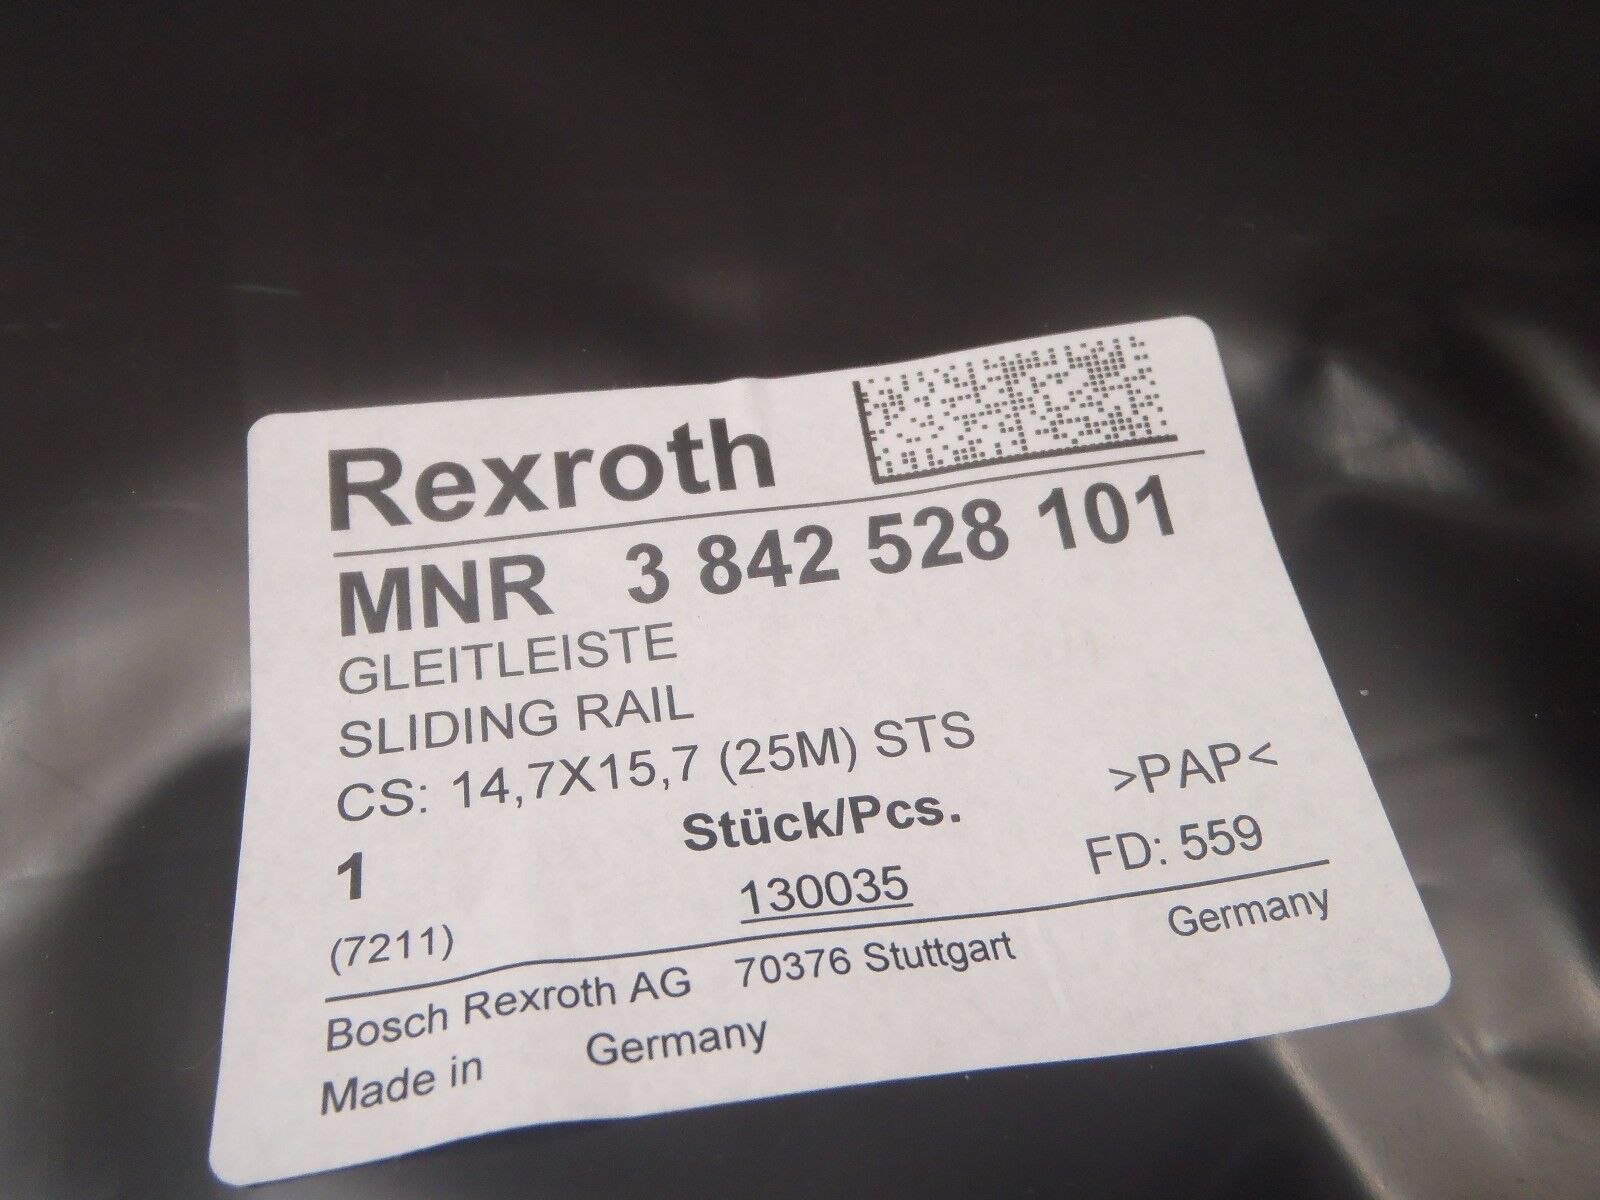 Rexroth
MNR 3 842 528 101
GLEITLEISTE
SLIDING RAIL
CS: 14,7X15,7 (25M) STS
>PAP<
Stück/Pcs.
1
FD: 559
130035
(7211)
Bosch Rexroth AG 70376 Stuttgart Germany
Made in Germany